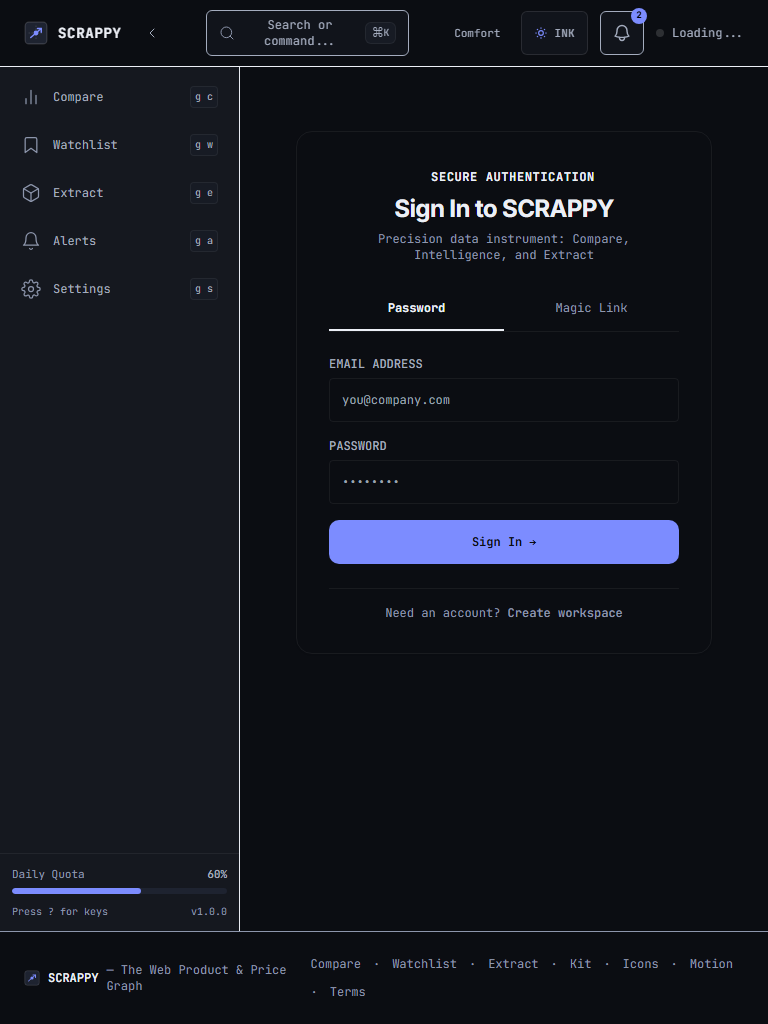 SCRAPPY
Search or
command...
⌘K
Comfort
INK
2
Loading...
Compare
g c
Watchlist
g w
Extract
g e
Alerts
g a
Settings
g s
SECURE AUTHENTICATION
Sign In to SCRAPPY
Precision data instrument: Compare,
Intelligence, and Extract
Password
Magic Link
EMAIL ADDRESS
you@company.com
PASSWORD
••••••••
Sign In →
Need an account? Create workspace
Daily Quota
60%
Press ? for keys
v1.0.0
SCRAPPY
— The Web Product & Price
Graph
Compare · Watchlist · Extract · Kit · Icons · Motion
· Terms